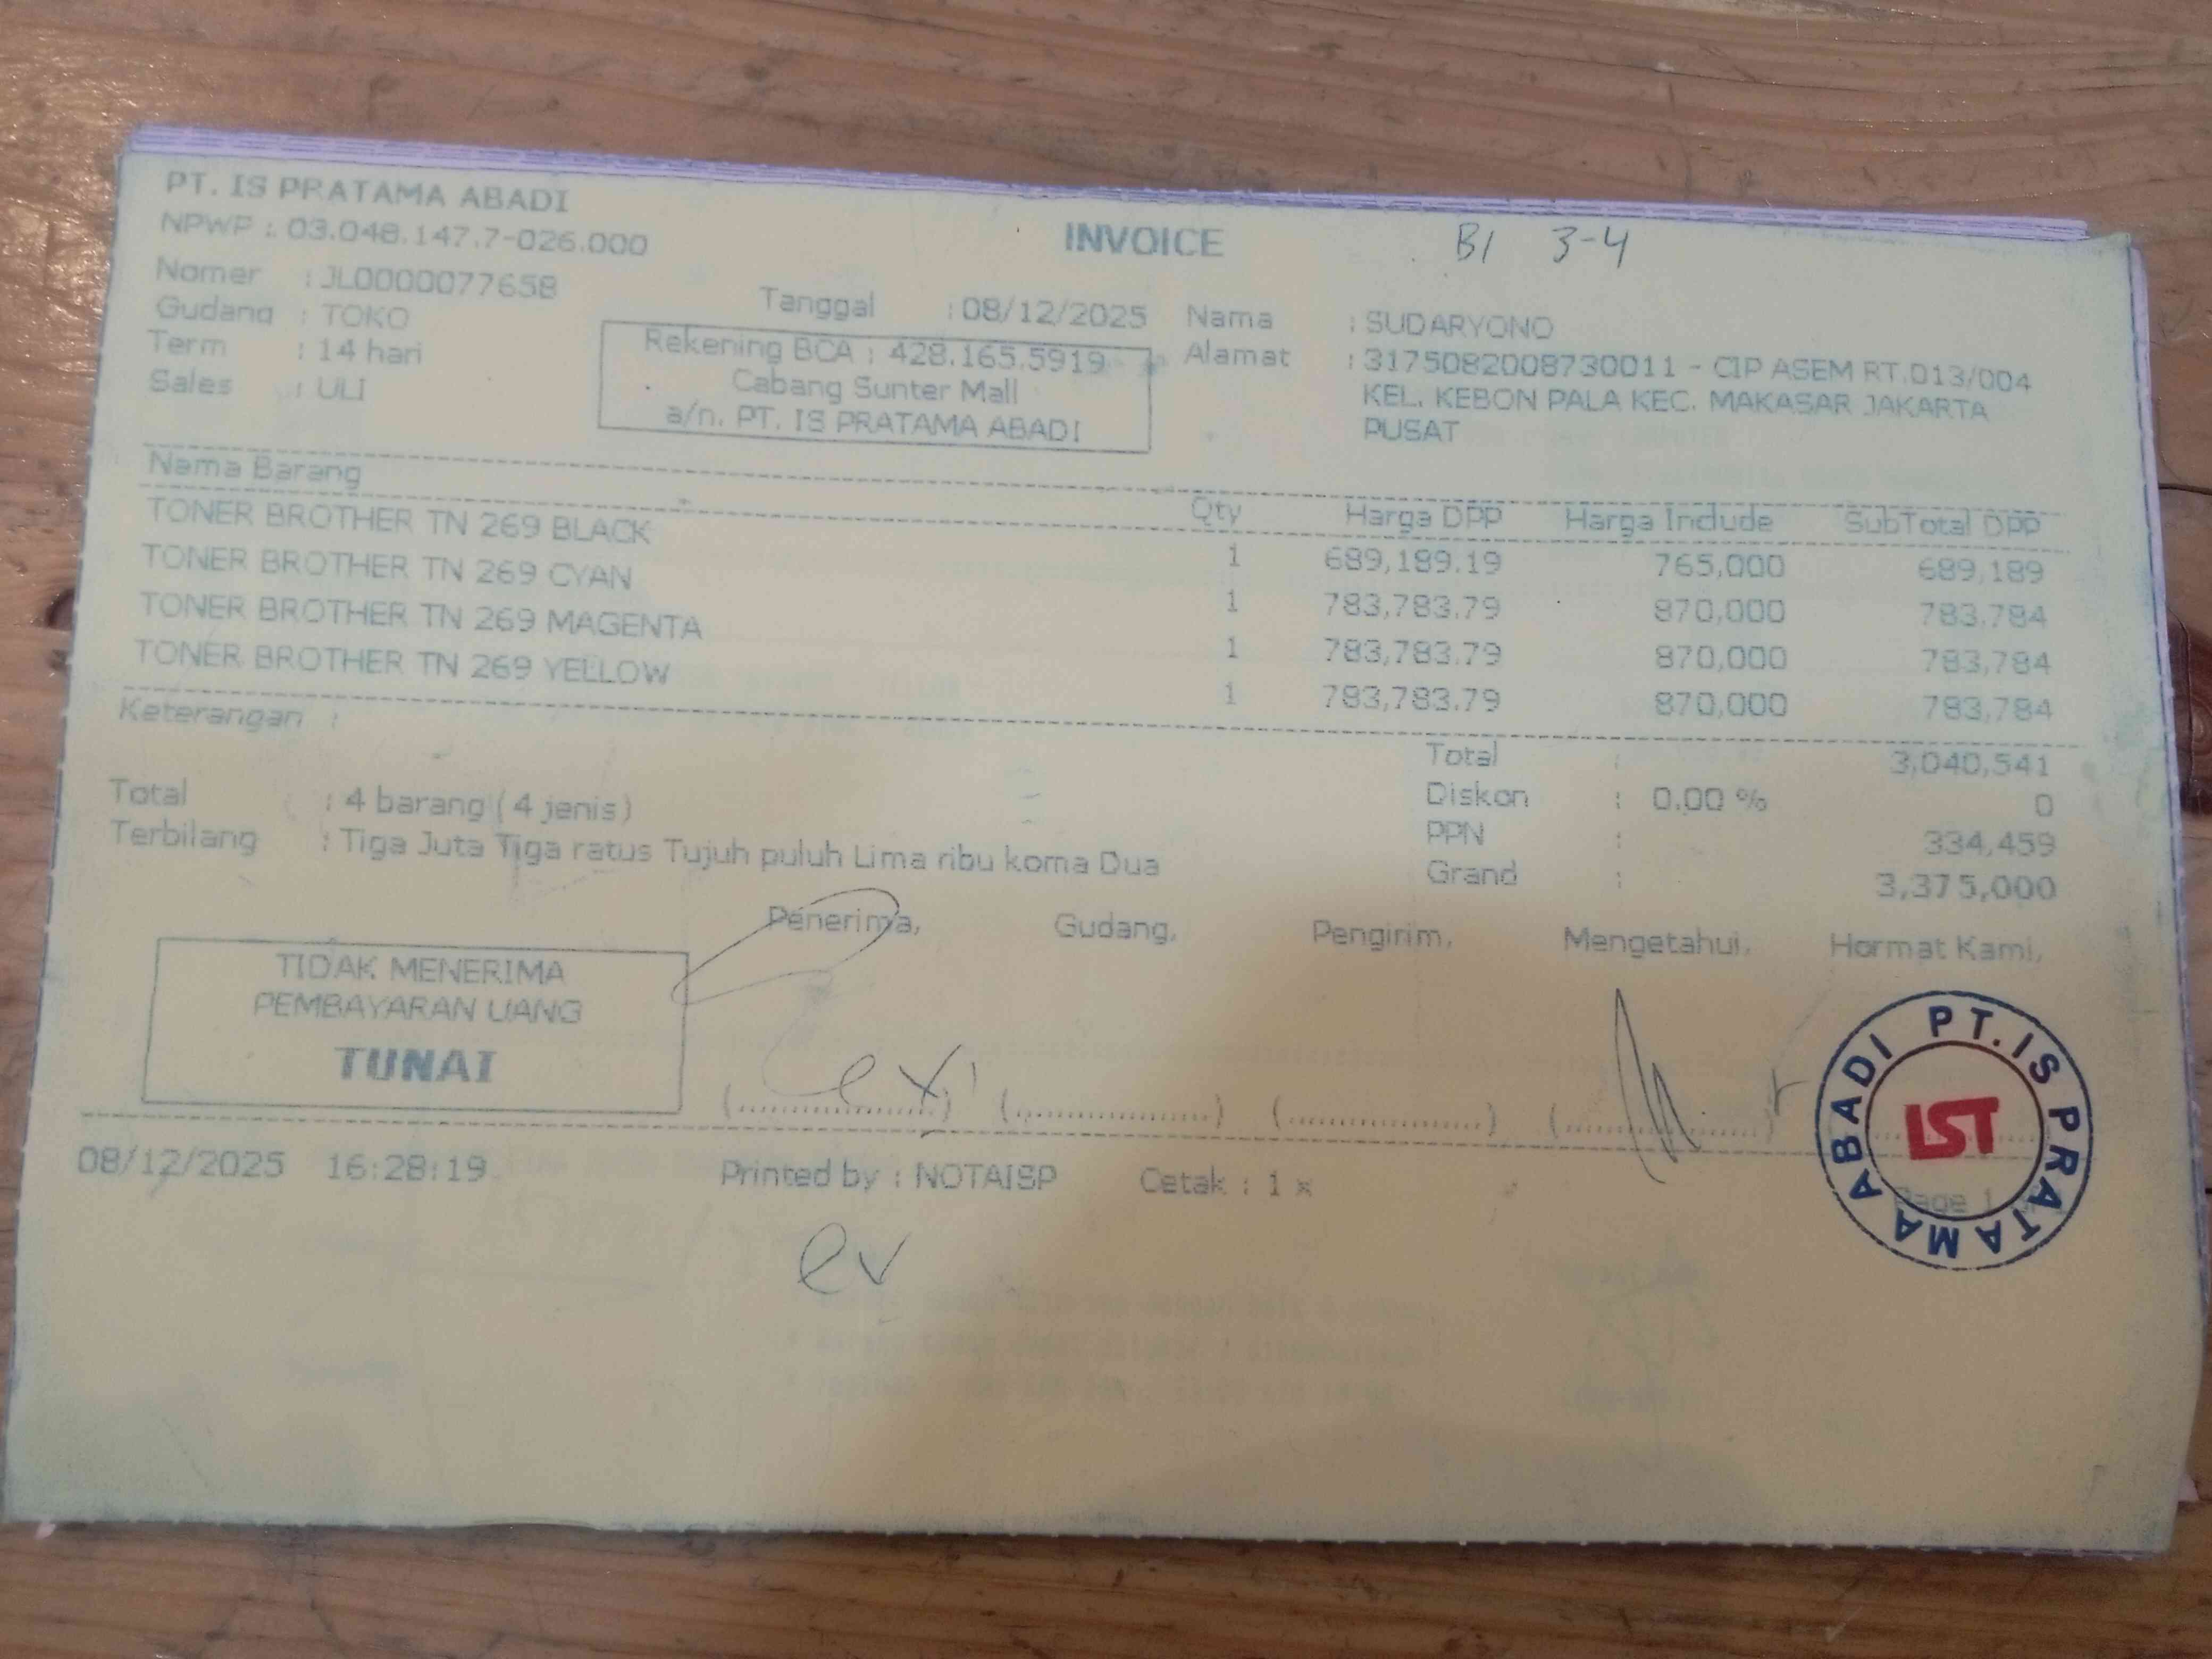 PT. IS PRATAMA ABADI
NPWP : 03.048.147.7-026.000
INVOICE
B1 3-4
Nomer : JL0000077658
Tanggal : 08/12/2025
Nama : SUDARYONO
Gudang : TOKO
Term : 14 hari
Sales : ULI
Rekening BCA : 428.165.5919
Cabang Sunter Mall
a/n. PT. IS PRATAMA ABADI
Alamat : 3175082008730011 - CIP ASEM RT.013/004
KEL. KEBON PALA KEC. MAKASAR JAKARTA
PUSAT
Nama Barang Qty Harga DPP Harga Include SubTotal DPP
TONER BROTHER TN 269 BLACK 1 689,189.19 765,000 689,189
TONER BROTHER TN 269 CYAN 1 783,783.79 870,000 783,784
TONER BROTHER TN 269 MAGENTA 1 783,783.79 870,000 783,784
TONER BROTHER TN 269 YELLOW 1 783,783.79 870,000 783,784
Keterangan :
Total : 3,040,541
Diskon : 0.00 % 0
PPN : 334,459
Grand : 3,375,000
Total : 4 barang ( 4 jenis )
Terbilang : Tiga Juta Tiga ratus Tujuh puluh Lima ribu koma Dua
Penerima, Gudang, Pengirim, Mengetahui, Hormat Kami,
TIDAK MENERIMA
PEMBAYARAN UANG
TUNAI
PT. IS PRATAMA ABADI
IST
08/12/2025 16:28:19 Printed by : NOTAISP Cetak : 1 x Page 1